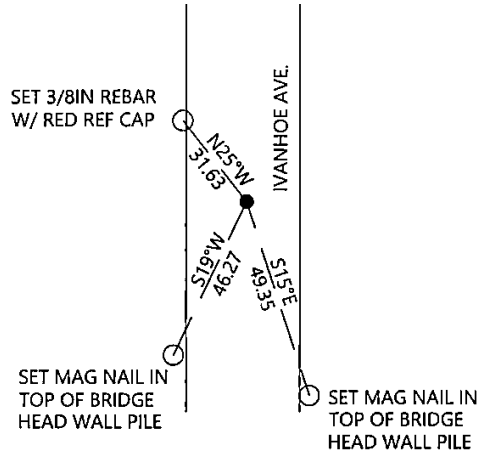 SET 3/8IN REBAR
W/ RED REF CAP
IVANHOE AVE.
N25°W
31.63
S19°W
46.27
S15°E
49.35
SET MAG NAIL IN
TOP OF BRIDGE
HEAD WALL PILE
SET MAG NAIL IN
TOP OF BRIDGE
HEAD WALL PILE